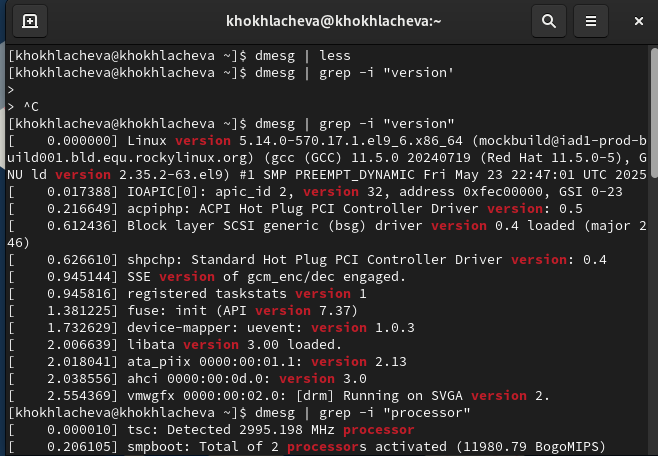 khokhlacheva@khokhlacheva:~
[khokhlacheva@khokhlacheva ~]$ dmesg | less
[khokhlacheva@khokhlacheva ~]$ dmesg | grep -i "version'
>
> ^C
[khokhlacheva@khokhlacheva ~]$ dmesg | grep -i "version"
[    0.000000] Linux version 5.14.0-570.17.1.el9_6.x86_64 (mockbuild@iad1-prod-b
uild001.bld.equ.rockylinux.org) (gcc (GCC) 11.5.0 20240719 (Red Hat 11.5.0-5), G
NU ld version 2.35.2-63.el9) #1 SMP PREEMPT_DYNAMIC Fri May 23 22:47:01 UTC 2025
[    0.017388] IOAPIC[0]: apic_id 2, version 32, address 0xfec00000, GSI 0-23
[    0.216649] acpiphp: ACPI Hot Plug PCI Controller Driver version: 0.5
[    0.612436] Block layer SCSI generic (bsg) driver version 0.4 loaded (major 2
46)
[    0.626610] shpchp: Standard Hot Plug PCI Controller Driver version: 0.4
[    0.945144] SSE version of gcm_enc/dec engaged.
[    0.945816] registered taskstats version 1
[    1.381225] fuse: init (API version 7.37)
[    1.732629] device-mapper: uevent: version 1.0.3
[    2.006639] libata version 3.00 loaded.
[    2.018041] ata_piix 0000:00:01.1: version 2.13
[    2.038556] ahci 0000:00:0d.0: version 3.0
[    2.554369] vmwgfx 0000:00:02.0: [drm] Running on SVGA version 2.
[khokhlacheva@khokhlacheva ~]$ dmesg | grep -i "processor"
[    0.000010] tsc: Detected 2995.198 MHz processor
[    0.206105] smpboot: Total of 2 processors activated (11980.79 BogoMIPS)